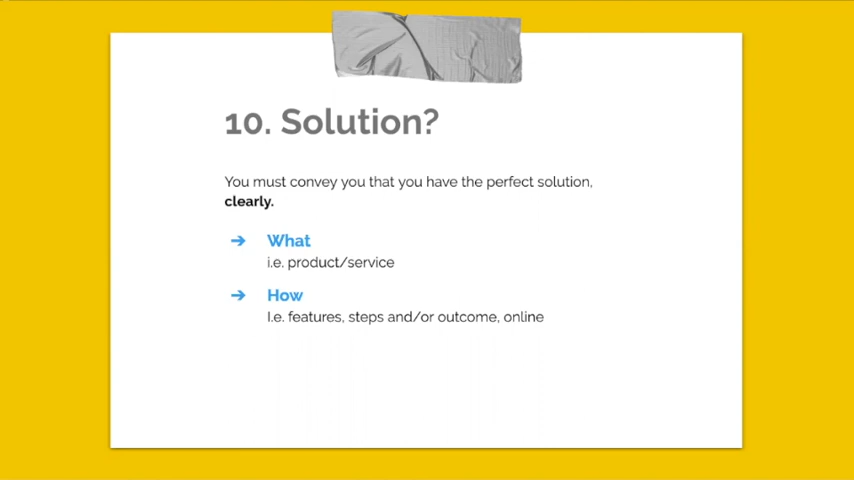 10. Solution?
You must convey you that you have the perfect solution,
clearly.
➔ What
i.e. product/service
➔ How
I.e. features, steps and/or outcome, online